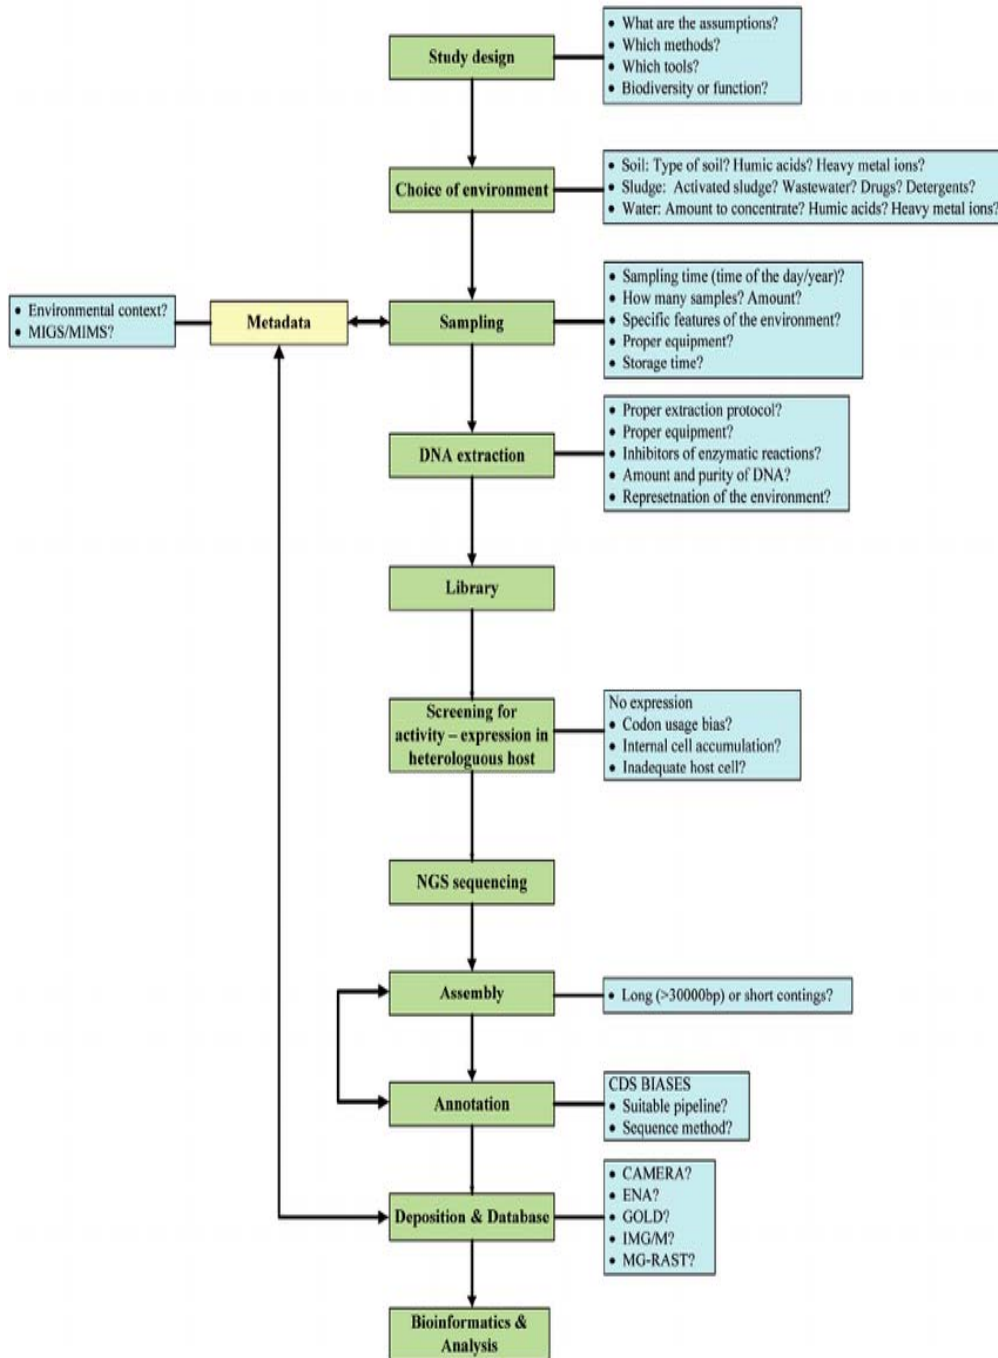 • What are the assumptions?
• Which methods?
• Which tools?
• Biodiversity or function?
Study design
• Soil: Type of soil? Humic acids? Heavy metal ions?
• Sludge: Activated sludge? Wastewater? Drugs? Detergents?
• Water: Amount to concentrate? Humic acids? Heavy metal ions?
Choice of environment
• Environmental context?
• MIGS/MIMS?
Metadata
Sampling
• Sampling time (time of the day/year)?
• How many samples? Amount?
• Specific features of the environment?
• Proper equipment?
• Storage time?
DNA extraction
• Proper extraction protocol?
• Proper equipment?
• Inhibitors of enzymatic reactions?
• Amount and purity of DNA?
• Represetnation of the environment?
Library
Screening for
activity – expression in
heterologuous host
No expression
• Codon usage bias?
• Internal cell accumulation?
• Inadequate host cell?
NGS sequencing
Assembly
• Long (>30000bp) or short contings?
Annotation
CDS BIASES
• Suitable pipeline?
• Sequence method?
Deposition & Database
• CAMERA?
• ENA?
• GOLD?
• IMG/M?
• MG-RAST?
Bioinformatics &
Analysis